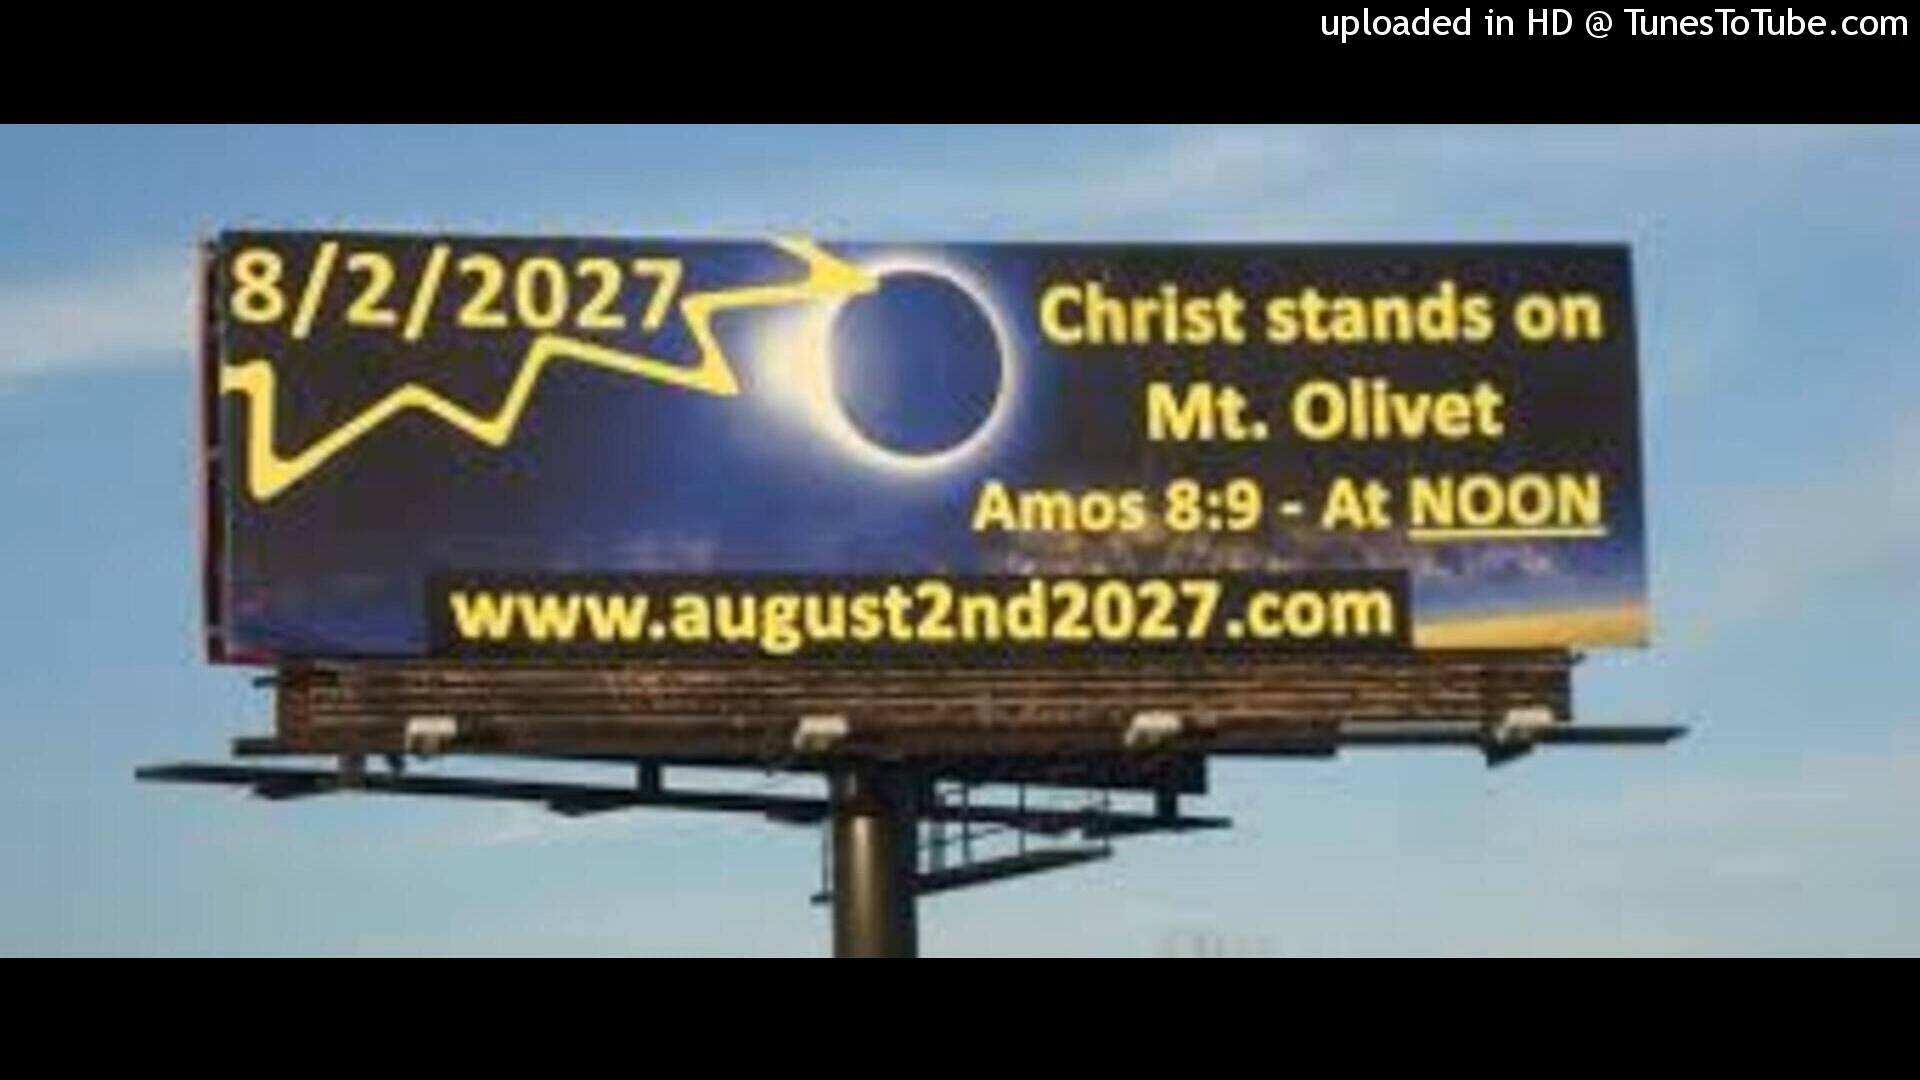 uploaded in HD @ TunesToTube.com
8/2/2027
Christ stands on
Mt. Olivet
Amos 8:9 - At NOON
www.august2nd2027.com